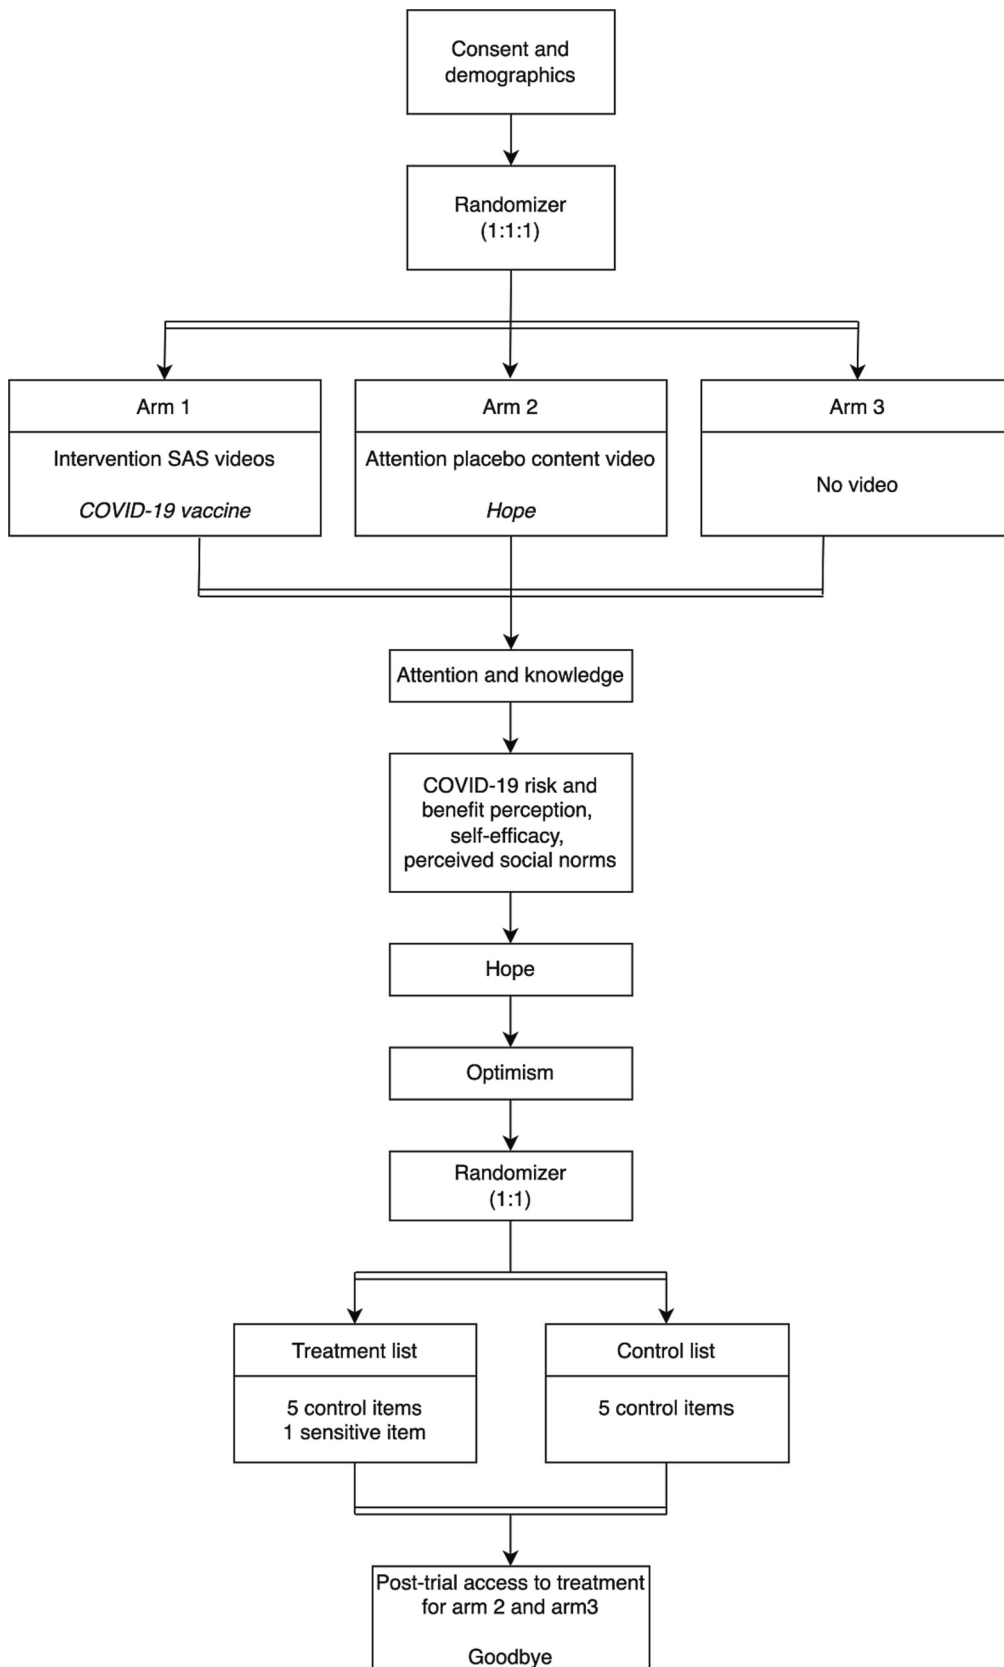 Consent and
demographics
Randomizer
(1:1:1)
Arm 1
Intervention SAS videos
COVID-19 vaccine
Arm 2
Attention placebo content video
Hope
Arm 3
No video
Attention and knowledge
COVID-19 risk and
benefit perception,
self-efficacy,
perceived social norms
Hope
Optimism
Randomizer
(1:1)
Treatment list
5 control items
1 sensitive item
Control list
5 control items
Post-trial access to treatment
for arm 2 and arm3
Goodbye